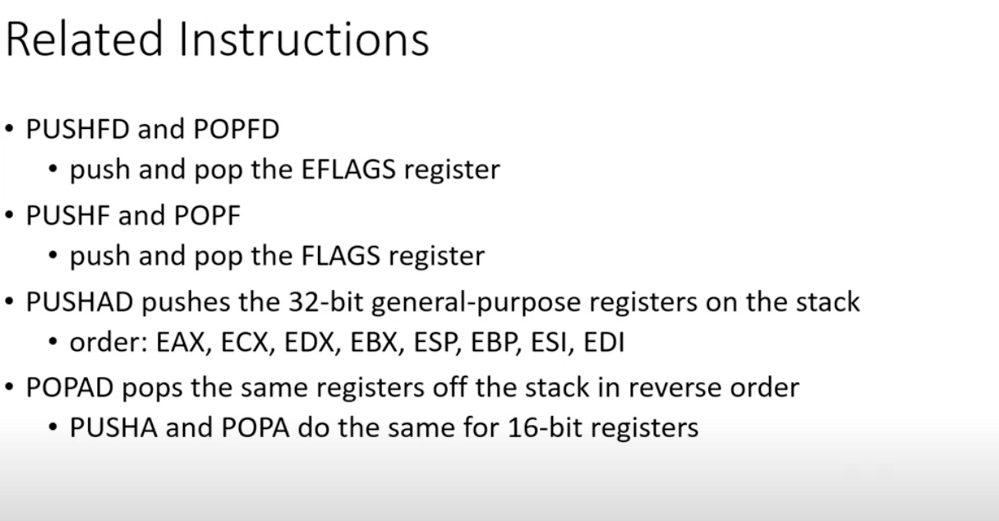 Related Instructions
• PUSHFD and POPFD
• push and pop the EFLAGS register
• PUSHF and POPF
• push and pop the FLAGS register
• PUSHAD pushes the 32-bit general-purpose registers on the stack
• order: EAX, ECX, EDX, EBX, ESP, EBP, ESI, EDI
• POPAD pops the same registers off the stack in reverse order
• PUSHA and POPA do the same for 16-bit registers